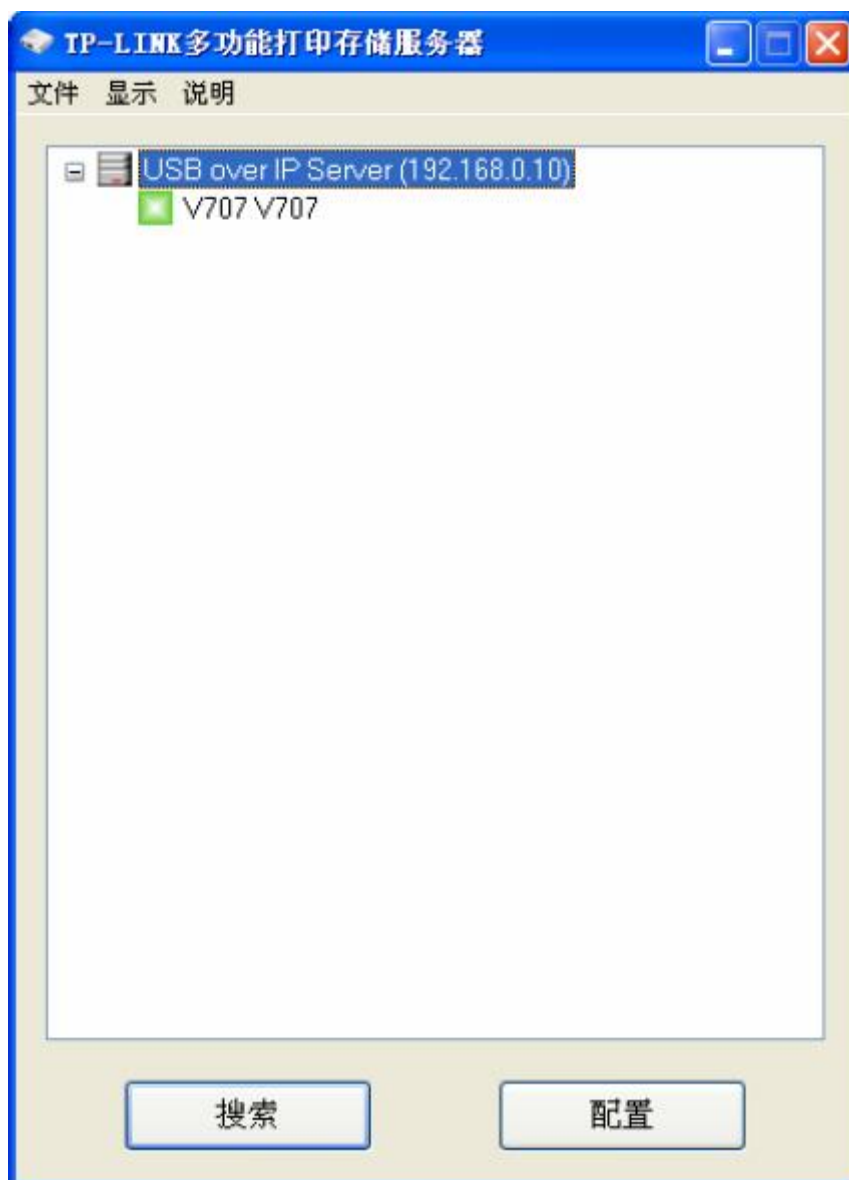 TP-LINK多功能打印存储服务器
文件 显示 说明
USB over IP Server (192.168.0.10)
V707 V707
搜索 配置